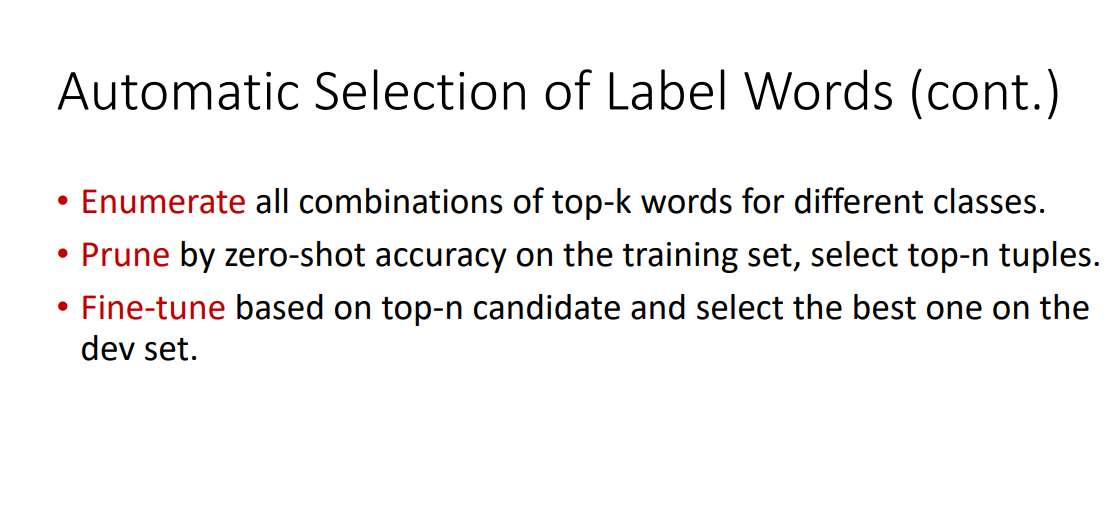 Automatic Selection of Label Words (cont.)
• Enumerate all combinations of top-k words for different classes.
• Prune by zero-shot accuracy on the training set, select top-n tuples.
• Fine-tune based on top-n candidate and select the best one on the
dev set.